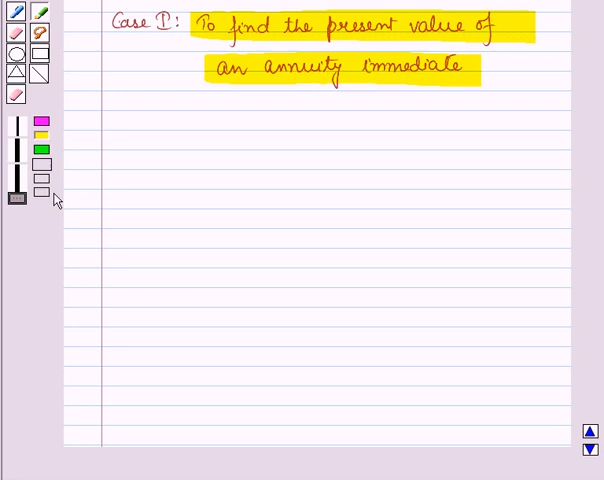 Case I: To find the present value of
an annuity immediate